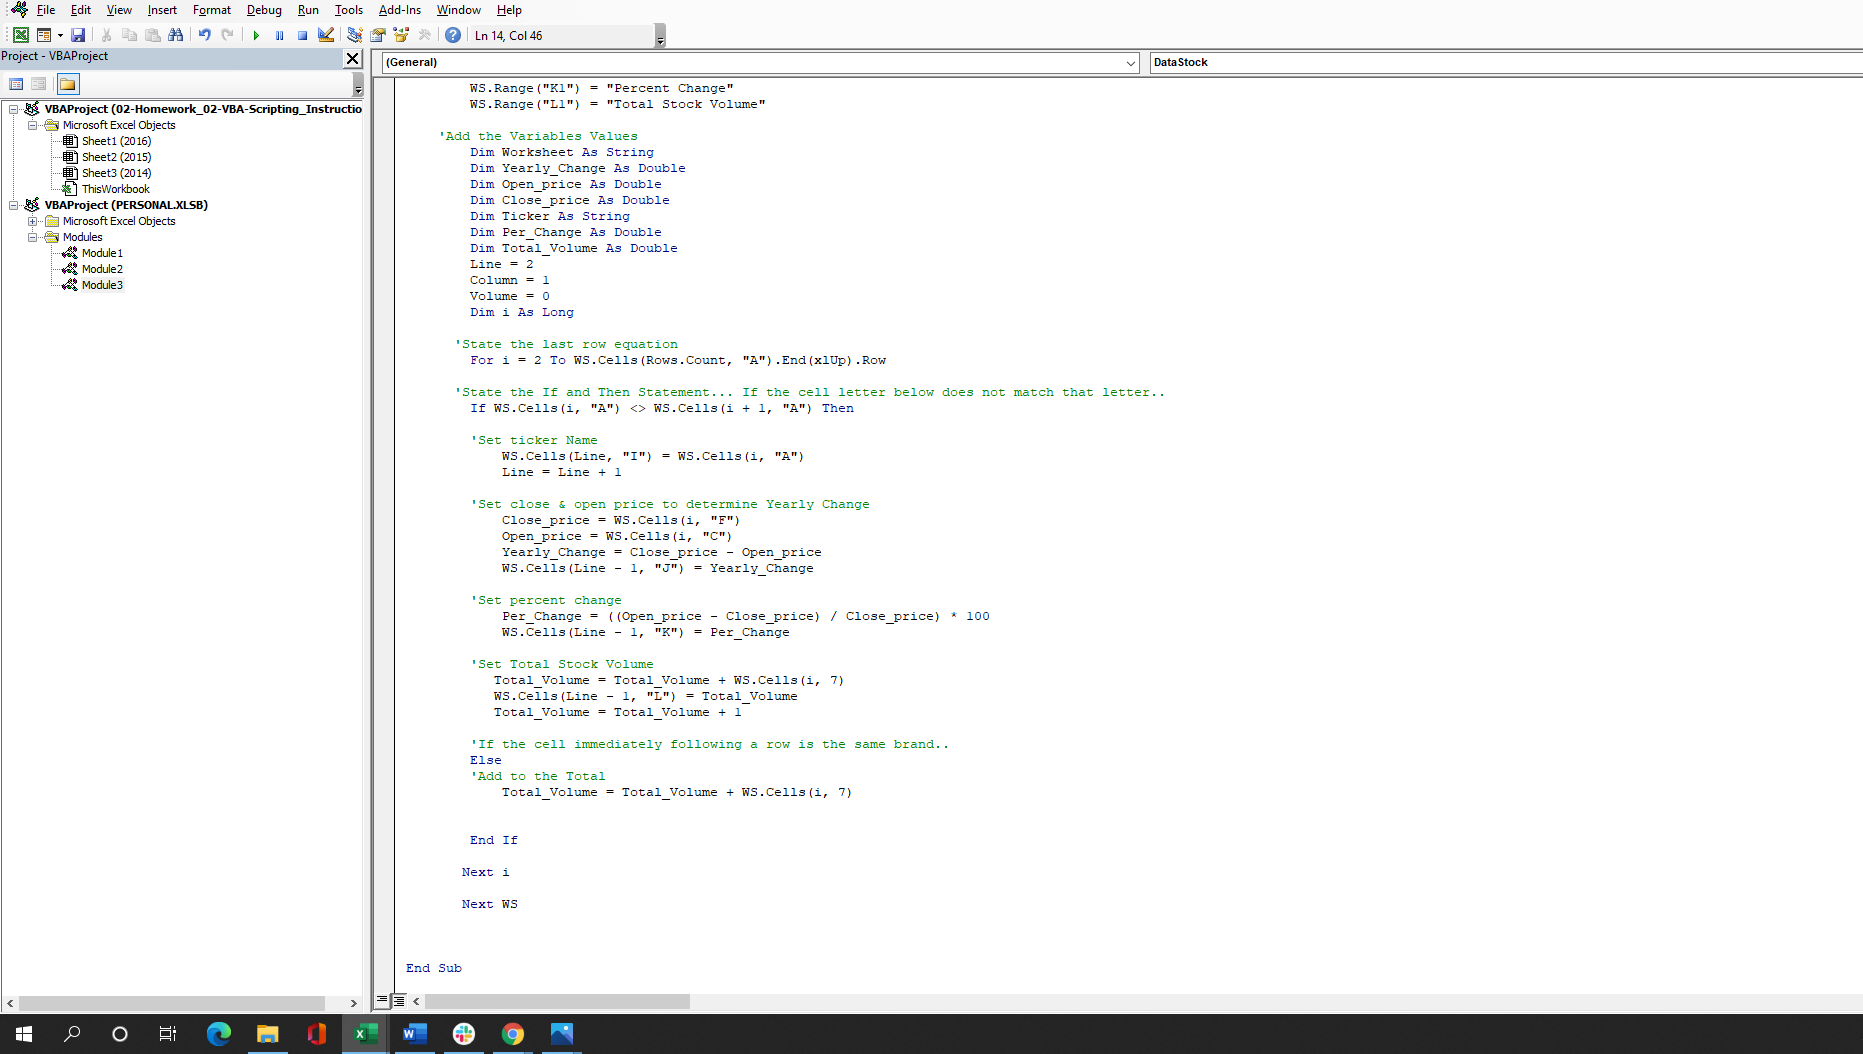 File Edit View Insert Format Debug Run Tools Add-Ins Window Help
Ln 14, Col 46
Project - VBAProject
VBAProject (02-Homework_02-VBA-Scripting_Instructio
Microsoft Excel Objects
Sheet1 (2016)
Sheet2 (2015)
Sheet3 (2014)
ThisWorkbook
VBAProject (PERSONAL.XLSB)
Microsoft Excel Objects
Modules
Module1
Module2
Module3
(General)
DataStock
WS.Range("K1") = "Percent Change"
WS.Range("L1") = "Total Stock Volume"
'Add the Variables Values
Dim Worksheet As String
Dim Yearly_Change As Double
Dim Open_price As Double
Dim Close_price As Double
Dim Ticker As String
Dim Per_Change As Double
Dim Total_Volume As Double
Line = 2
Column = 1
Volume = 0
Dim i As Long
'State the last row equation
For i = 2 To WS.Cells(Rows.Count, "A").End(xlUp).Row
'State the If and Then Statement... If the cell letter below does not match that letter..
If WS.Cells(i, "A") <> WS.Cells(i + 1, "A") Then
'Set ticker Name
WS.Cells(Line, "I") = WS.Cells(i, "A")
Line = Line + 1
'Set close & open price to determine Yearly Change
Close_price = WS.Cells(i, "F")
Open_price = WS.Cells(i, "C")
Yearly_Change = Close_price - Open_price
WS.Cells(Line - 1, "J") = Yearly_Change
'Set percent change
Per_Change = ((Open_price - Close_price) / Close_price) * 100
WS.Cells(Line - 1, "K") = Per_Change
'Set Total Stock Volume
Total_Volume = Total_Volume + WS.Cells(i, 7)
WS.Cells(Line - 1, "L") = Total_Volume
Total_Volume = Total_Volume + 1
'If the cell immediately following a row is the same brand..
Else
'Add to the Total
Total_Volume = Total_Volume + WS.Cells(i, 7)
End If
Next i
Next WS
End Sub